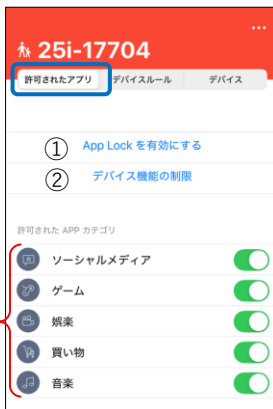 25i-17704
許可されたアプリ デバイスルール デバイス
① App Lock を有効にする
② デバイス機能の制限
許可された APP カテゴリ
ソーシャルメディア
ゲーム
娯楽
買い物
音楽